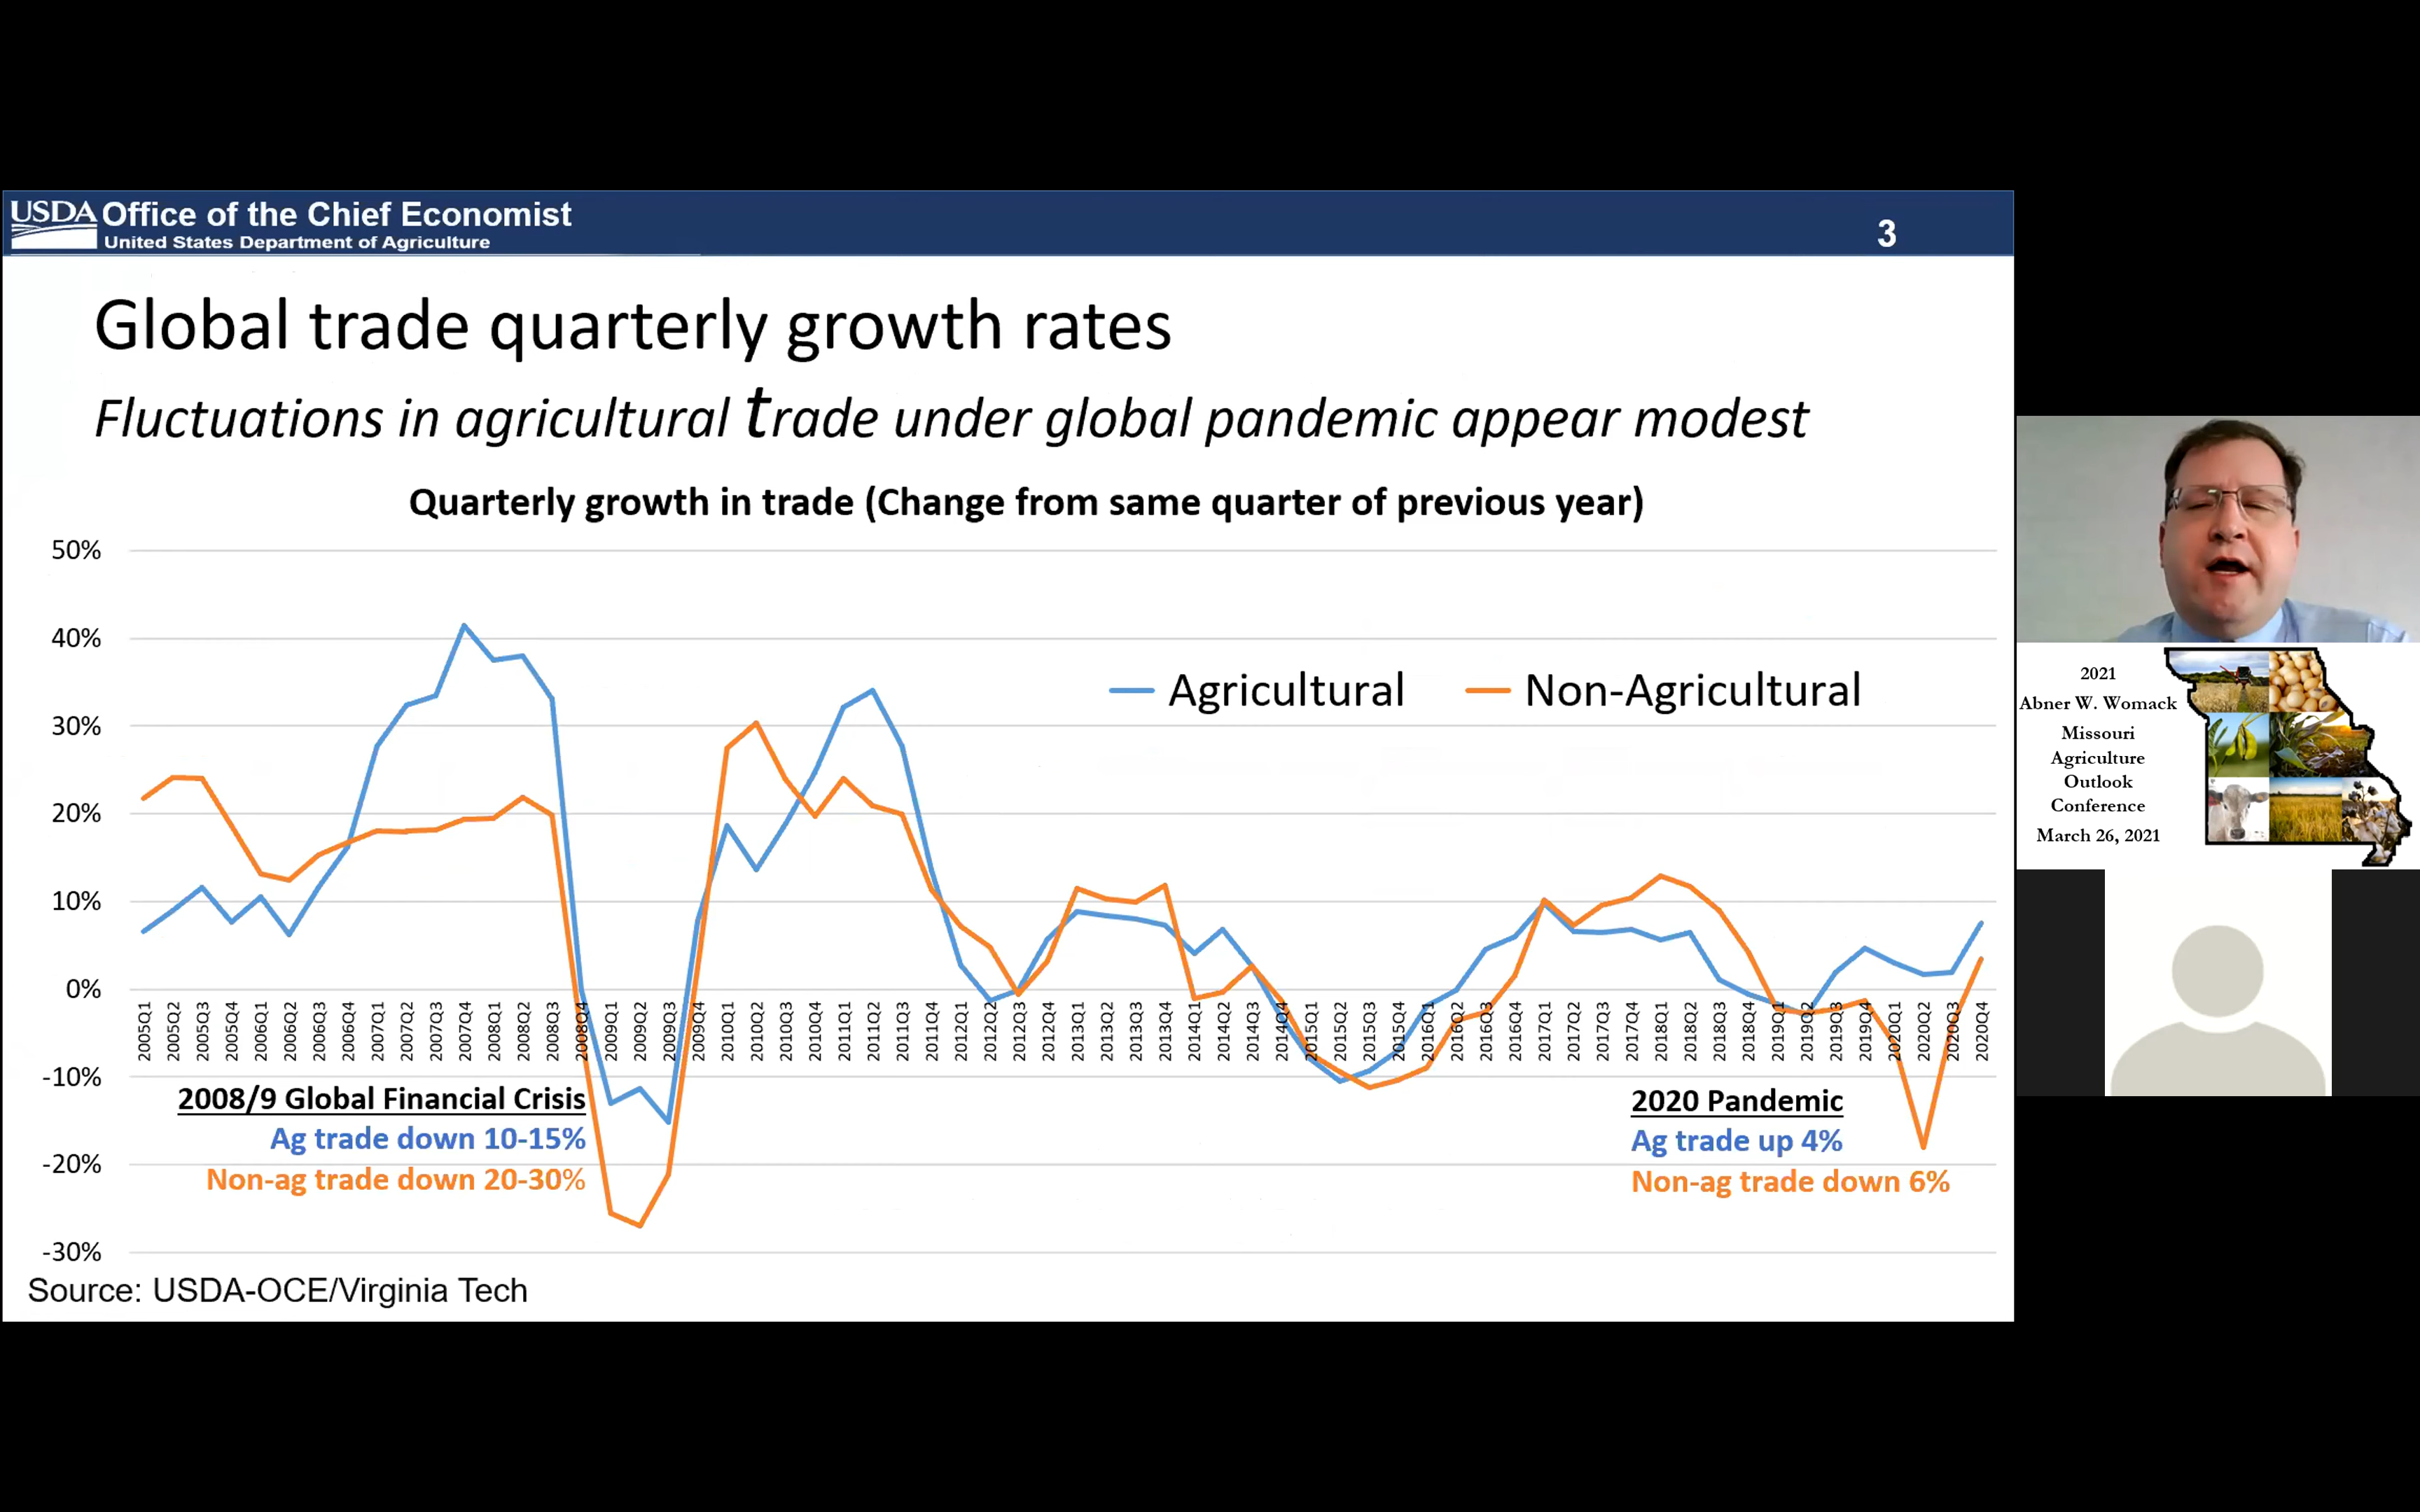 USDA Office of the Chief Economist
United States Department of Agriculture
3
Global trade quarterly growth rates
Fluctuations in agricultural trade under global pandemic appear modest
Quarterly growth in trade (Change from same quarter of previous year)
50%
40%
30%
20%
10%
0%
-10%
-20%
-30%
Agricultural
Non-Agricultural
2005Q1
2005Q2
2005Q3
2005Q4
2006Q1
2006Q2
2006Q3
2006Q4
2007Q1
2007Q2
2007Q3
2007Q4
2008Q1
2008Q2
2008Q3
2008Q4
2009Q1
2009Q2
2009Q3
2009Q4
2010Q1
2010Q2
2010Q3
2010Q4
2011Q1
2011Q2
2011Q3
2011Q4
2012Q1
2012Q2
2012Q3
2012Q4
2013Q1
2013Q2
2013Q3
2013Q4
2014Q1
2014Q2
2014Q3
2014Q4
2015Q1
2015Q2
2015Q3
2015Q4
2016Q1
2016Q2
2016Q3
2016Q4
2017Q1
2017Q2
2017Q3
2017Q4
2018Q1
2018Q2
2018Q3
2018Q4
2019Q1
2019Q2
2019Q3
2019Q4
2020Q1
2020Q2
2020Q3
2020Q4
2008/9 Global Financial Crisis
Ag trade down 10-15%
Non-ag trade down 20-30%
2020 Pandemic
Ag trade up 4%
Non-ag trade down 6%
Source: USDA-OCE/Virginia Tech
2021
Abner W. Womack
Missouri
Agriculture
Outlook
Conference
March 26, 2021